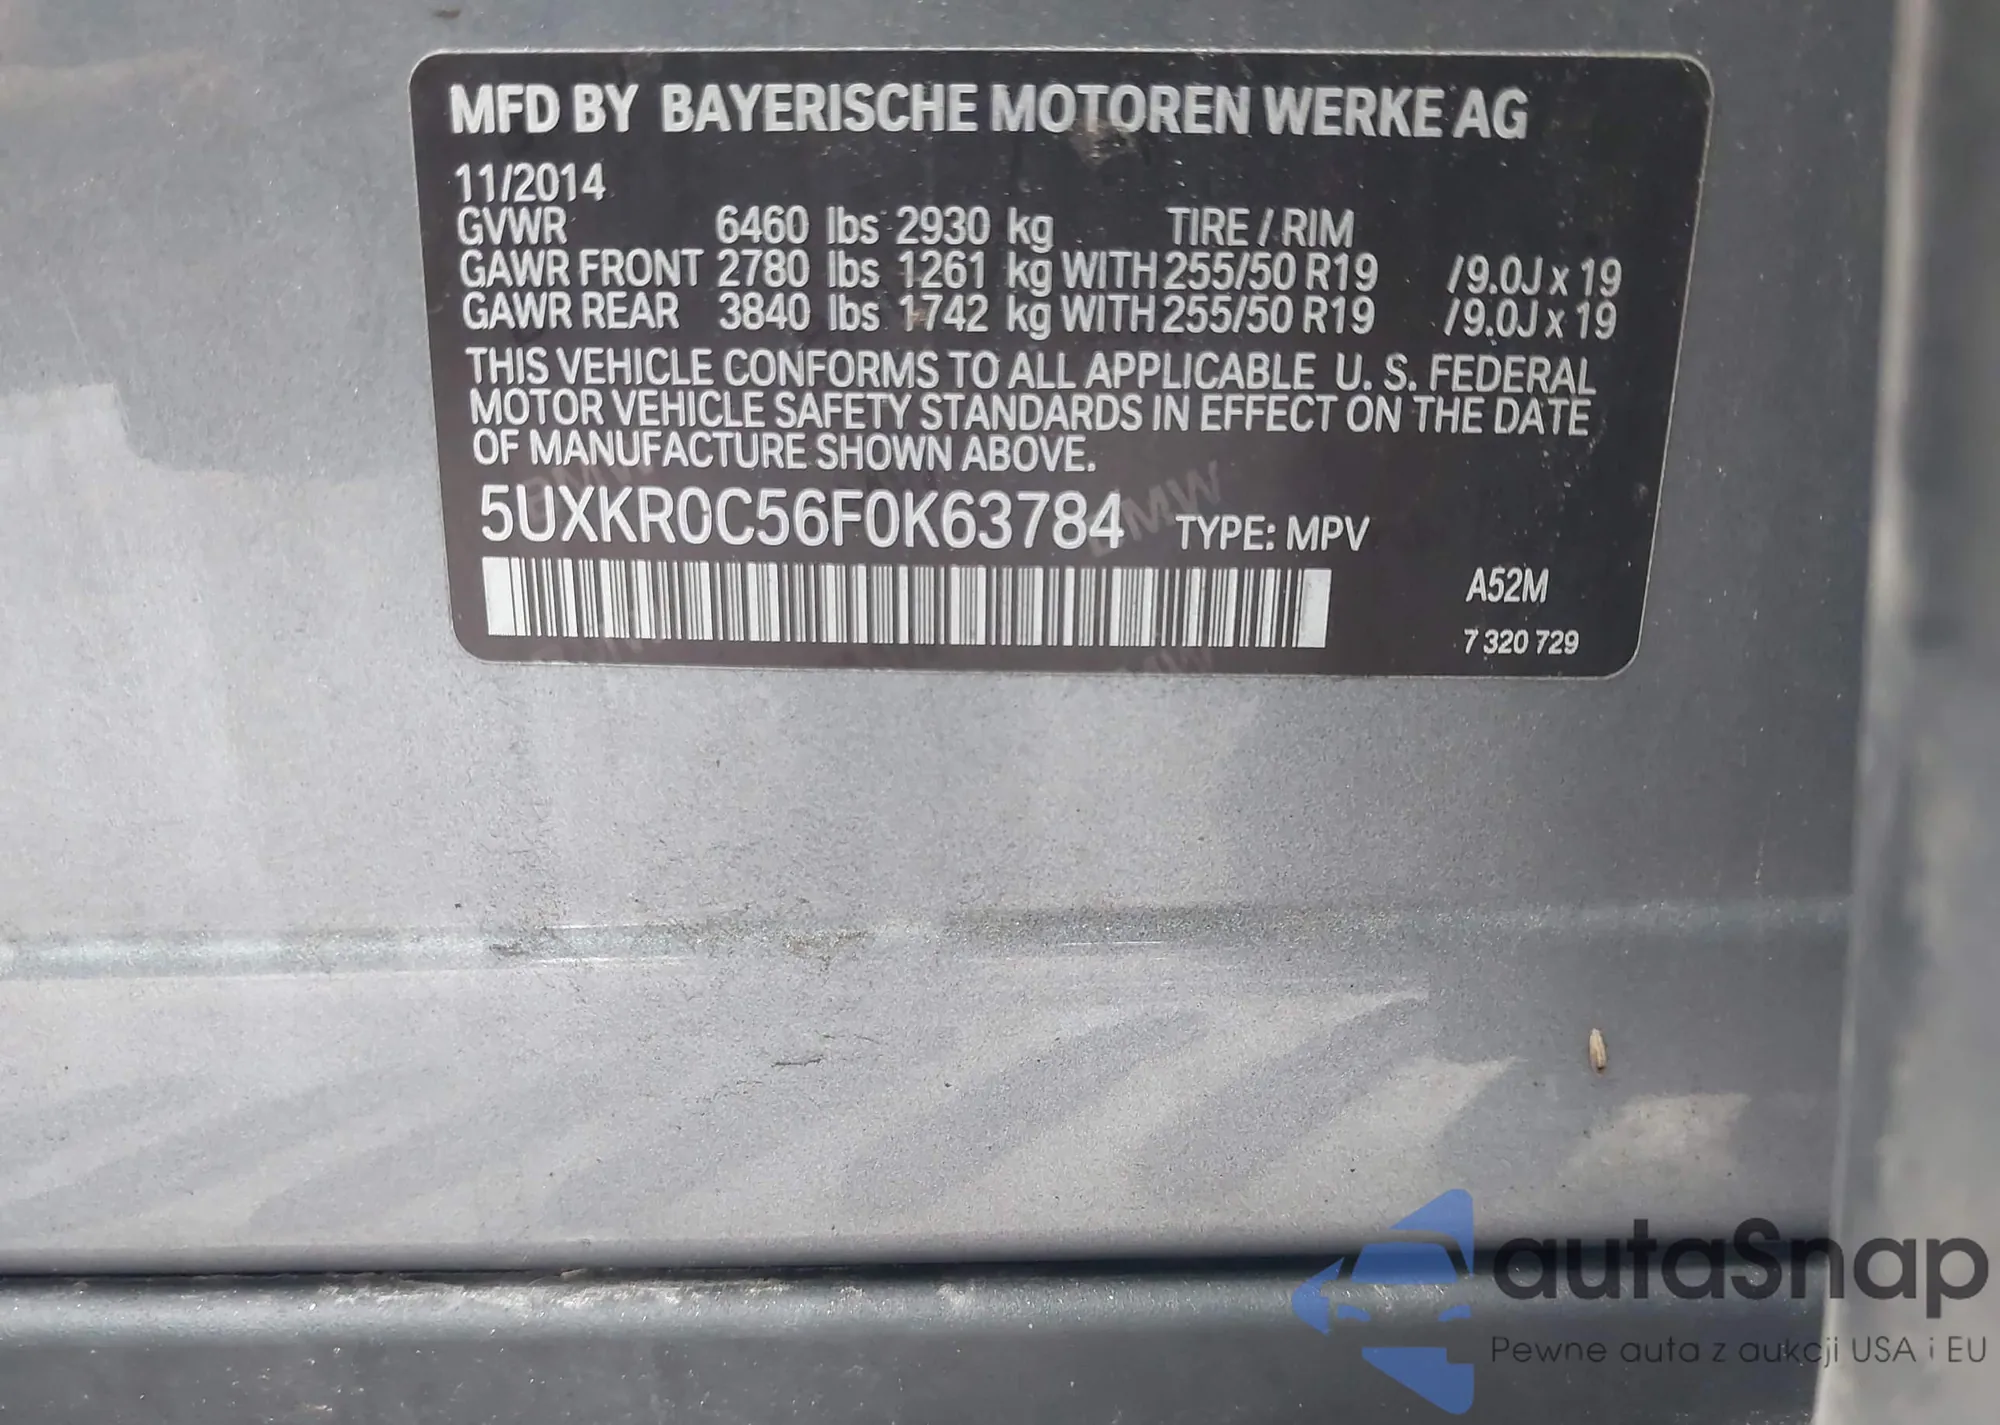 MFD BY BAYERISCHE MOTOREN WERKE AG
11/2014
GVWR 6460 lbs 2930 kg TIRE / RIM
GAWR FRONT 2780 lbs 1261 kg WITH 255/50 R19 /9.0J x 19
GAWR REAR 3840 lbs 1742 kg WITH 255/50 R19 /9.0J x 19
THIS VEHICLE CONFORMS TO ALL APPLICABLE U. S. FEDERAL
MOTOR VEHICLE SAFETY STANDARDS IN EFFECT ON THE DATE
OF MANUFACTURE SHOWN ABOVE.
5UXKR0C56F0K63784 TYPE: MPV
A52M
7 320 729
autaSnap
Pewne auta z aukcji USA i EU